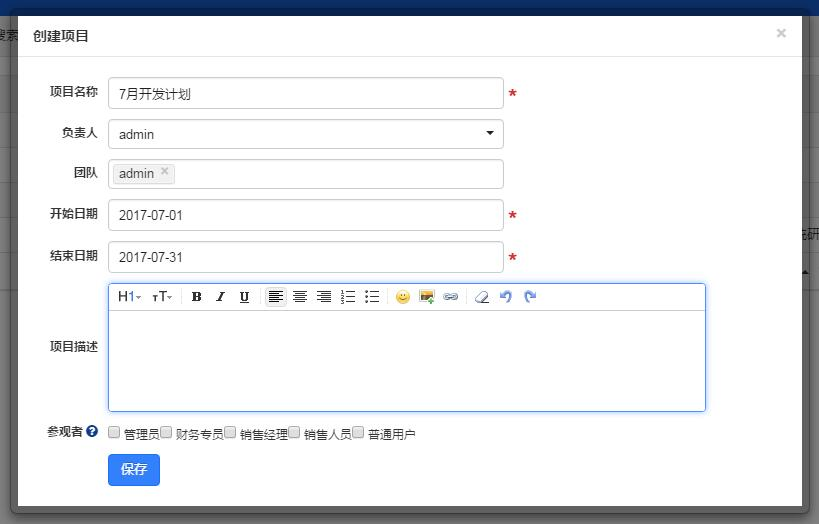 搜索
创建项目 ×
项目名称 7月开发计划 *
负责人 admin
团队 admin ×
开始日期 2017-07-01 *
结束日期 2017-07-31 *
H1 тT B I U
项目描述
参观者 ? 管理员 财务专员 销售经理 销售人员 普通用户
保存